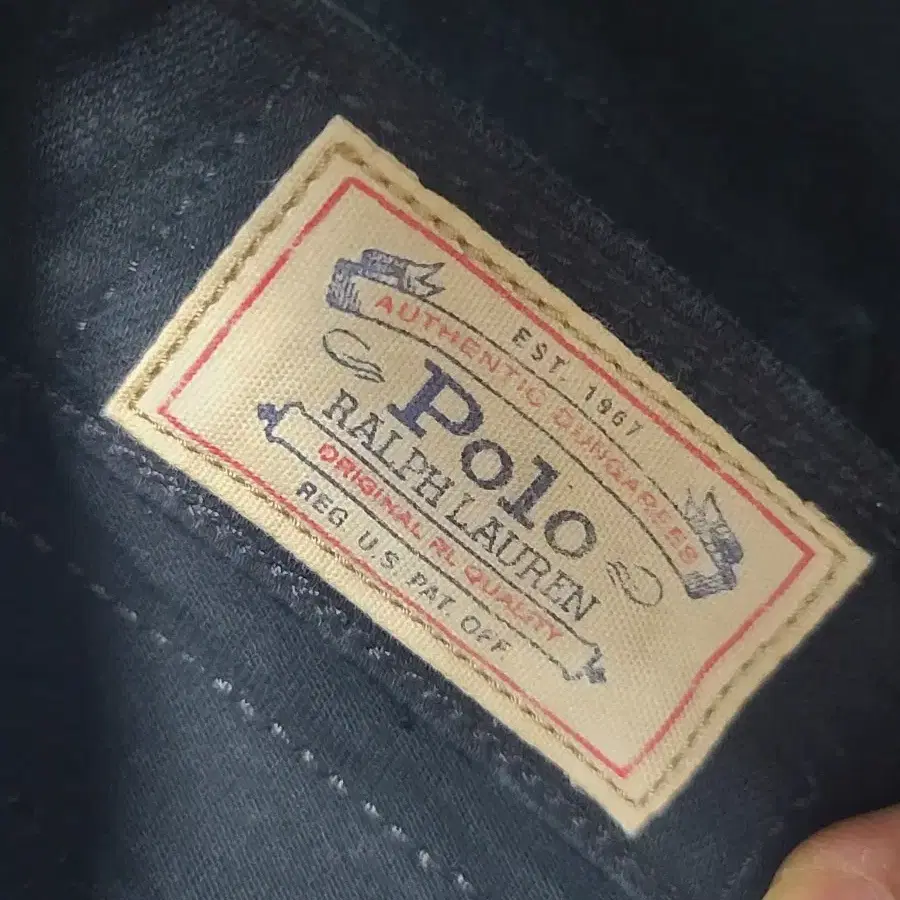 EST. 1967
AUTHENTIC DUNGAREES
Polo
RALPH LAUREN
ORIGINAL RL QUALITY
REG U.S. PAT. OFF